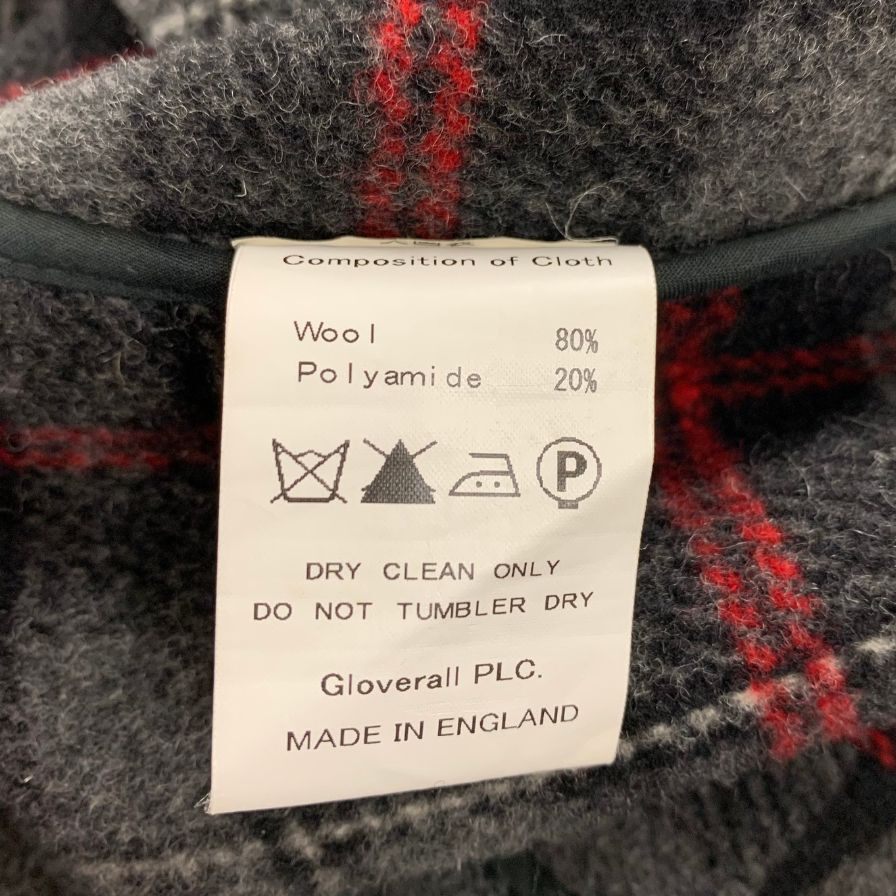 Composition of Cloth
Wool 80%
Polyamide 20%
P
DRY CLEAN ONLY
DO NOT TUMBLER DRY
Gloverall PLC.
MADE IN ENGLAND